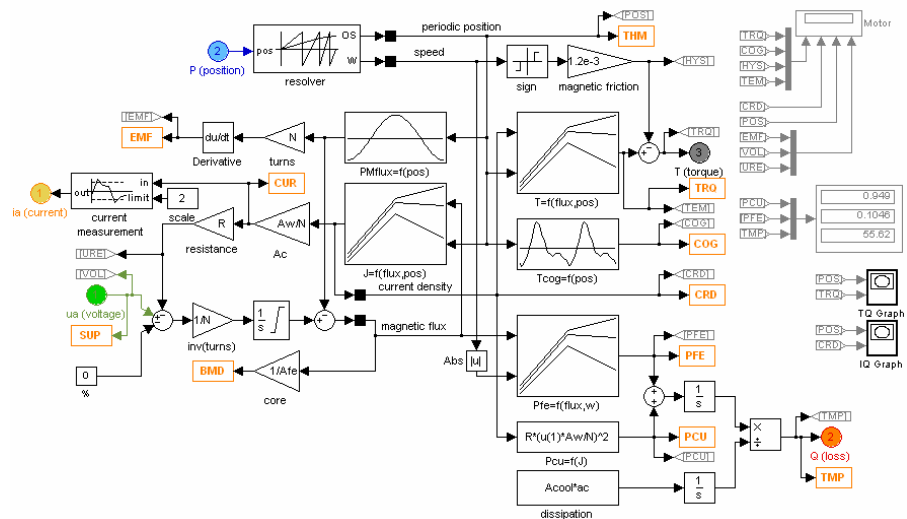 periodic position
[POS]
THM
2
P (position)
pos
OS
w
resolver
speed
sign
1.2e-3
magnetic friction
[HYS]
Motor
TRQ
COG
HYS
TEM
CRD
POS
EMF
VOL
URE
[EMF]
EMF
du/dt
Derivative
N
turns
PMflux=f(pos)
T=f(flux,pos)
[TRQ]
3
T (torque)
TRQ
[TEM]
1
ia (current)
out
in
limit
current
measurement
2
scale
CUR
R
resistance
Aw/N
Ac
J=f(flux,pos)
current density
Tcog=f(pos)
[COG]
COG
PCU
PFE
TMP
0.949
0.1046
55.62
[URE]
[VOL]
ua (voltage)
SUP
0
%
1/N
inv(turns)
1
s
magnetic flux
[CRD]
CRD
POS
TRQ
TQ Graph
POS
CRD
IQ Graph
BMD
1/Afe
core
Abs
|u|
Pfe=f(flux,w)
[PFE]
PFE
R*(u(1)*Aw/N)^2
Pcu=f(J)
PCU
[PCU]
1
s
Acool*ac
dissipation
1
s
×
÷
[TMP]
2
Q (loss)
TMP